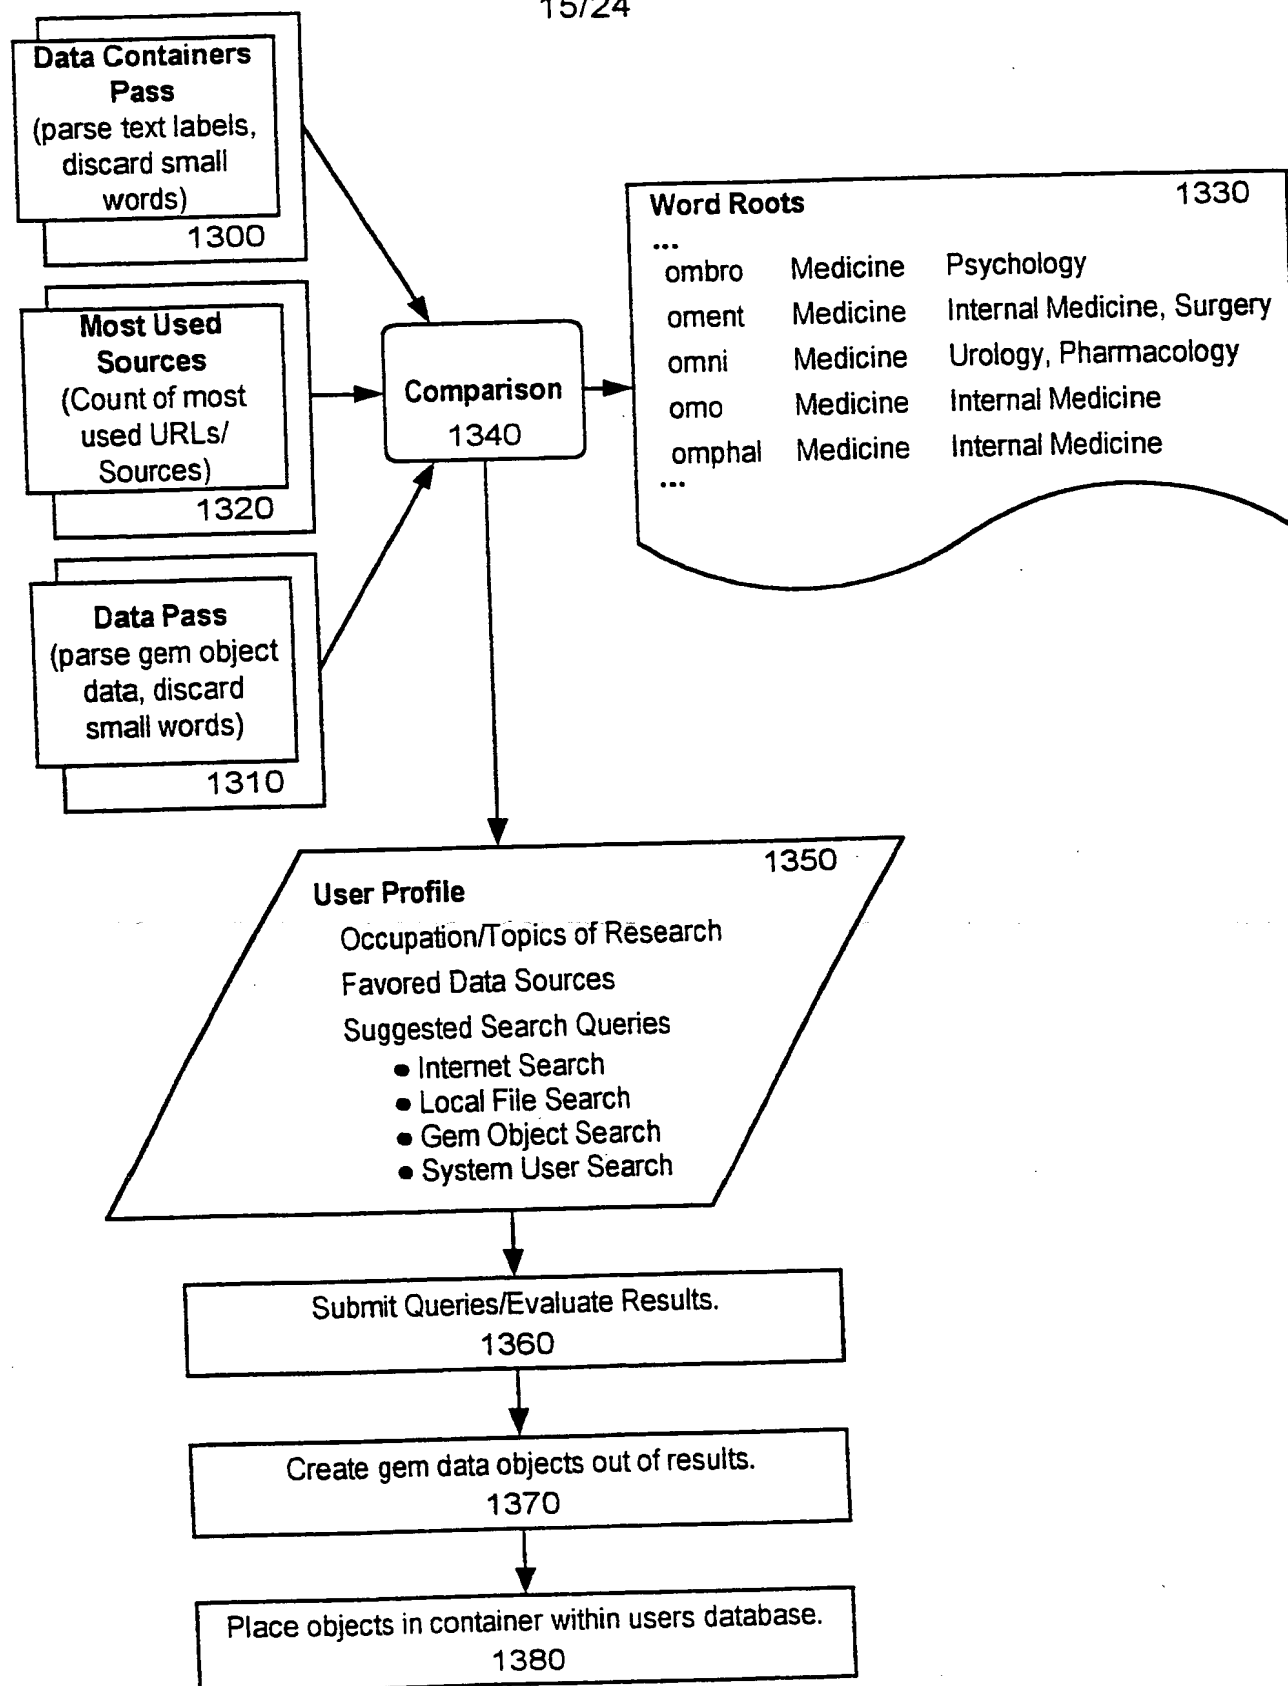 15/24
Data Containers
Pass
(parse text labels,
discard small
words)
1300
Most Used
Sources
(Count of most
used URLs/
Sources)
1320
Data Pass
(parse gem object
data, discard
small words)
1310
Comparison
1340
Word Roots 1330
...
ombro Medicine Psychology
oment Medicine Internal Medicine, Surgery
omni Medicine Urology, Pharmacology
omo Medicine Internal Medicine
omphal Medicine Internal Medicine
...
1350
User Profile
Occupation/Topics of Research
Favored Data Sources
Suggested Search Queries
• Internet Search
• Local File Search
• Gem Object Search
• System User Search
Submit Queries/Evaluate Results.
1360
Create gem data objects out of results.
1370
Place objects in container within users database.
1380